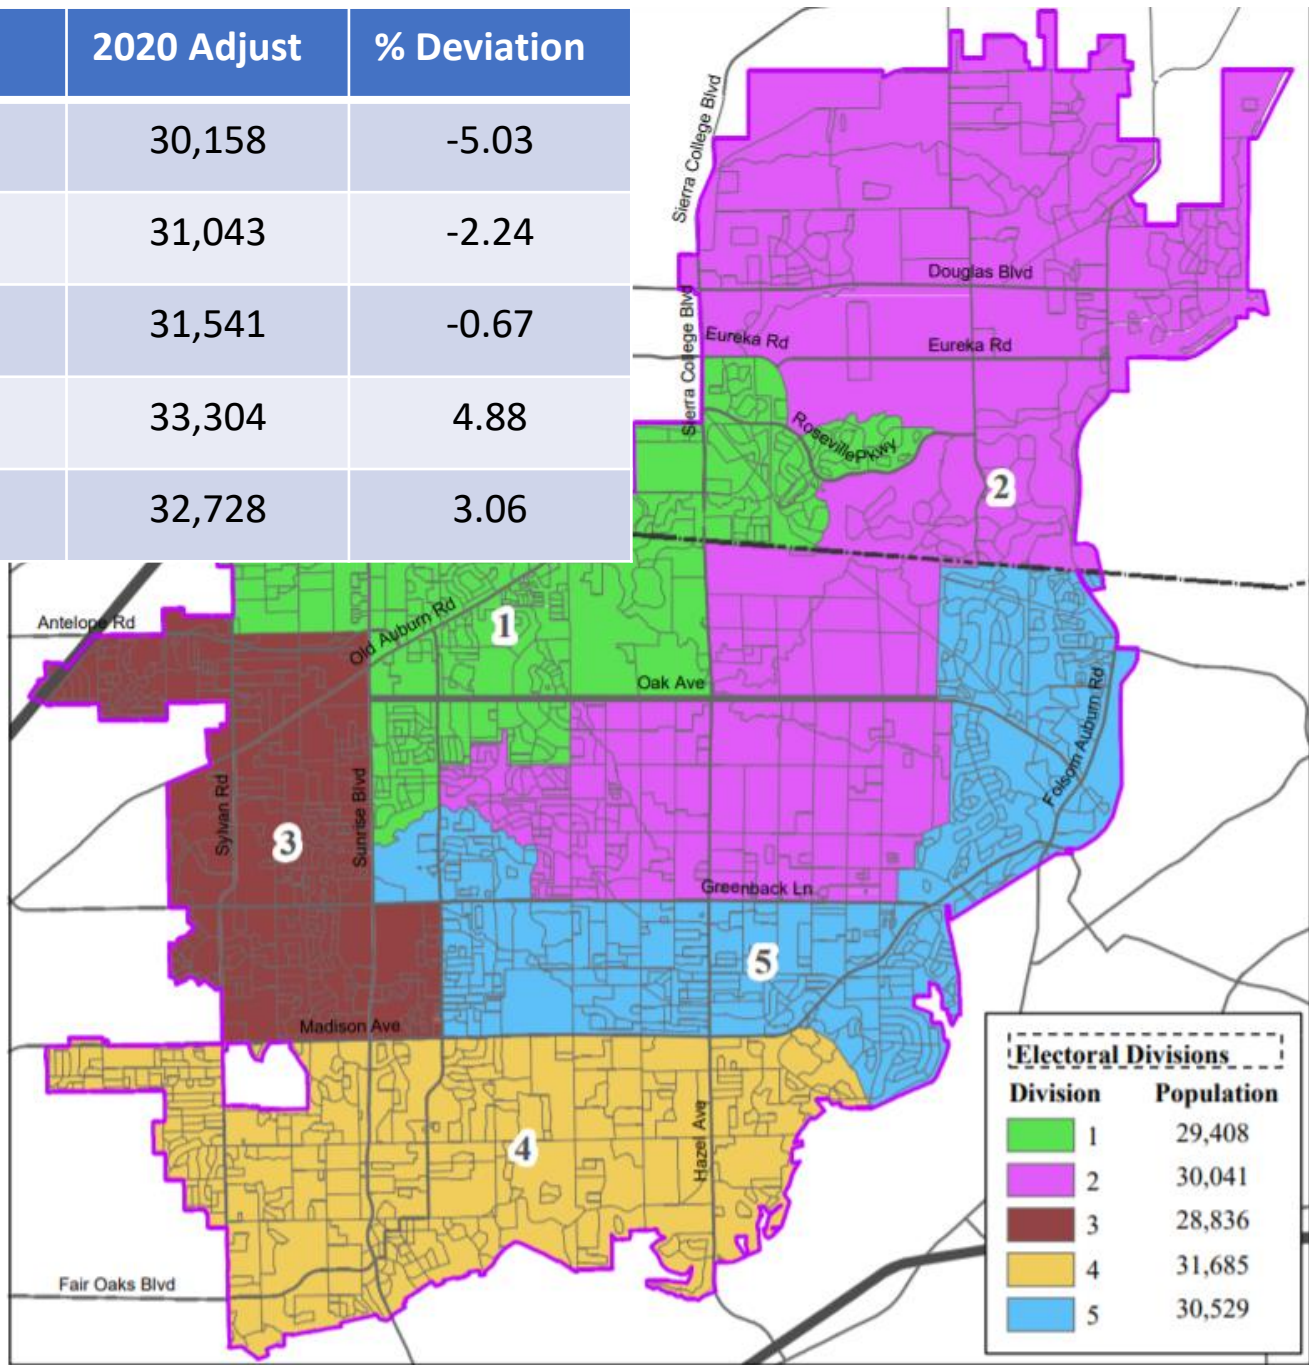 2020 Adjust % Deviation
30,158 -5.03
31,043 -2.24
31,541 -0.67
33,304 4.88
32,728 3.06
Sierra College Blvd
Douglas Blvd
Sierra College Blvd
Eureka Rd
Eureka Rd
Roseville Pkwy
2
Antelope Rd
Old Auburn Rd
1
Oak Ave
Folsom Auburn Rd
Sylvan Rd
Sunrise Blvd
3
Greenback Ln
5
Madison Ave
4
Hazel Ave
Fair Oaks Blvd
Electoral Divisions
Division Population
1 29,408
2 30,041
3 28,836
4 31,685
5 30,529